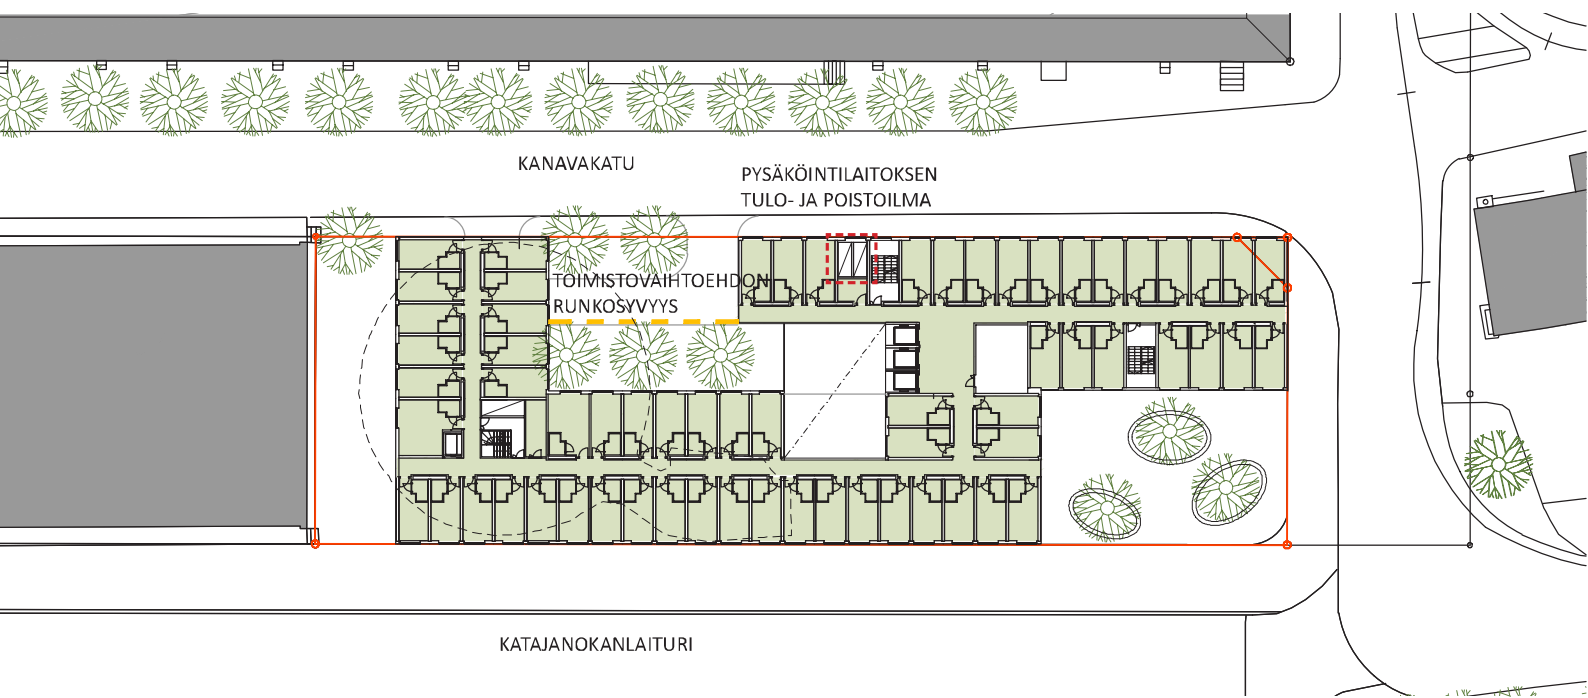 KANAVAKATU
PYSÄKÖINTILAITOKSEN
TULO- JA POISTOILMA
TOIMISTOVAIHTOEHDON
RUNKOSYVYYS
KATAJANOKANLAITURI